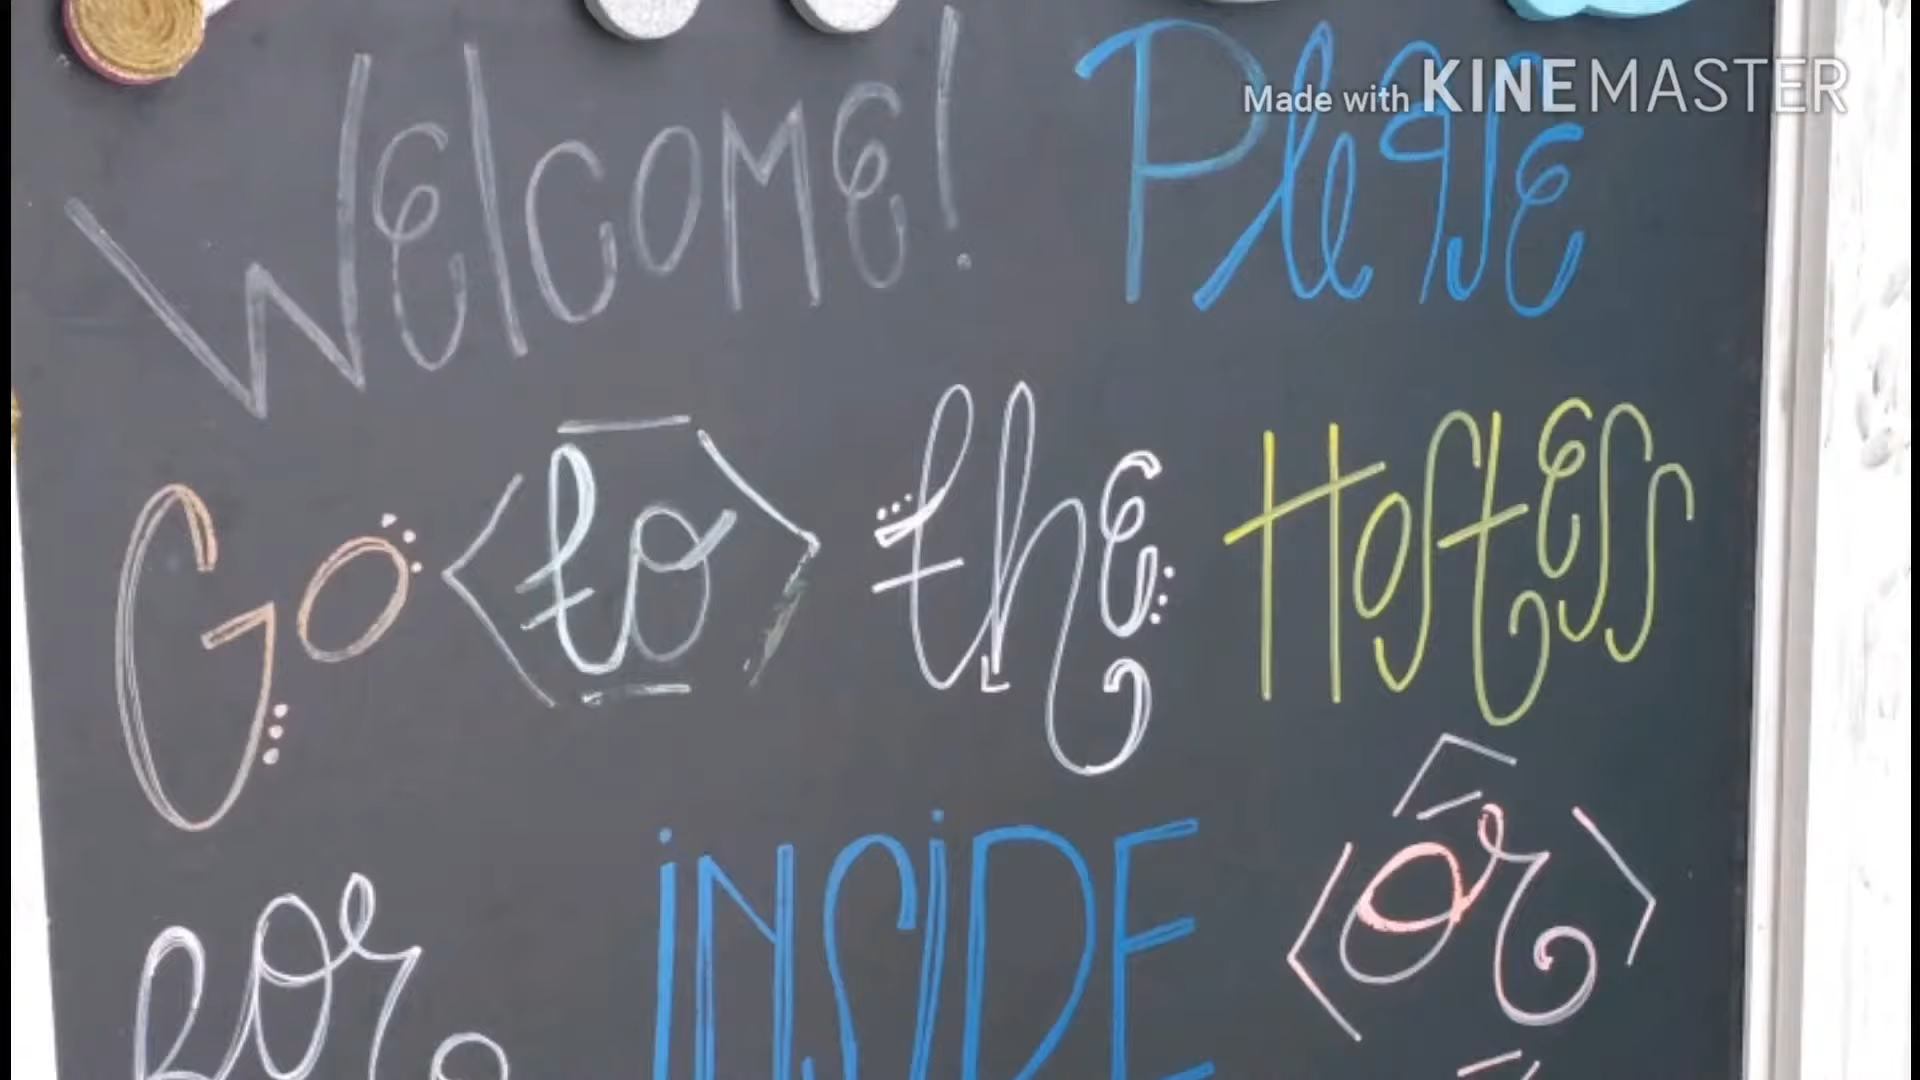 WElCOME! PleasE
Made with KINEMASTER
Go to the HostEss
for iNSiDE or